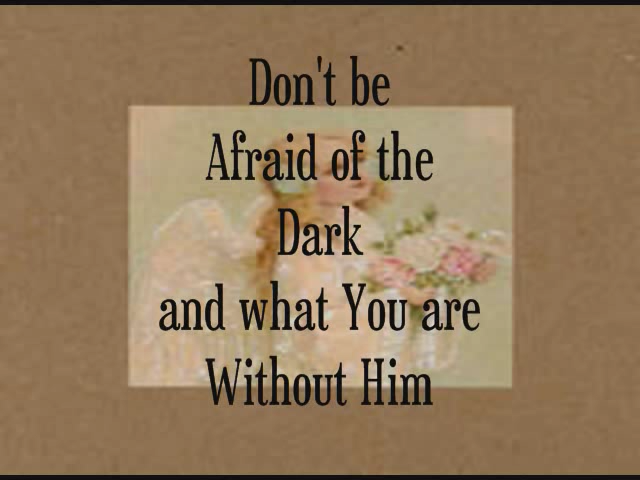 Don't be
Afraid of the
Dark
and what You are
Without Him